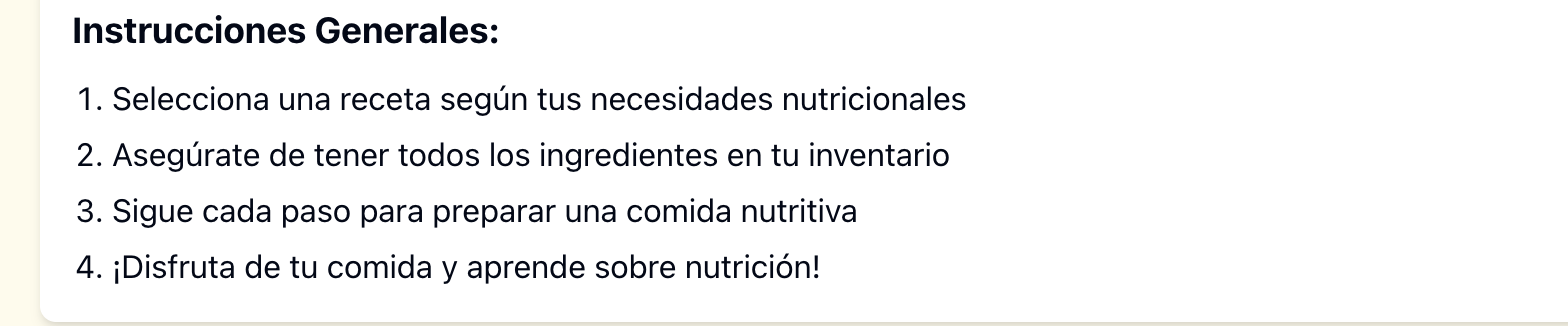 Instrucciones Generales:
1. Selecciona una receta según tus necesidades nutricionales
2. Asegúrate de tener todos los ingredientes en tu inventario
3. Sigue cada paso para preparar una comida nutritiva
4. ¡Disfruta de tu comida y aprende sobre nutrición!